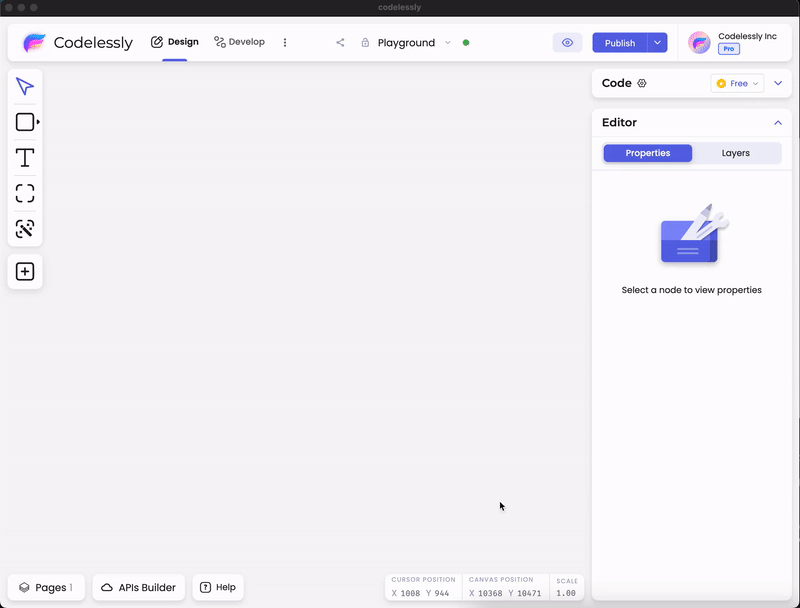 codelessly
Codelessly
Design
Develop
Playground
Publish
Codelessly Inc
Pro
Code
Free
Editor
Properties
Layers
Select a node to view properties
Pages 1
APIs Builder
Help
CURSOR POSITION
X 1008 Y 944
CANVAS POSITION
X 10368 Y 10471
SCALE
1.00